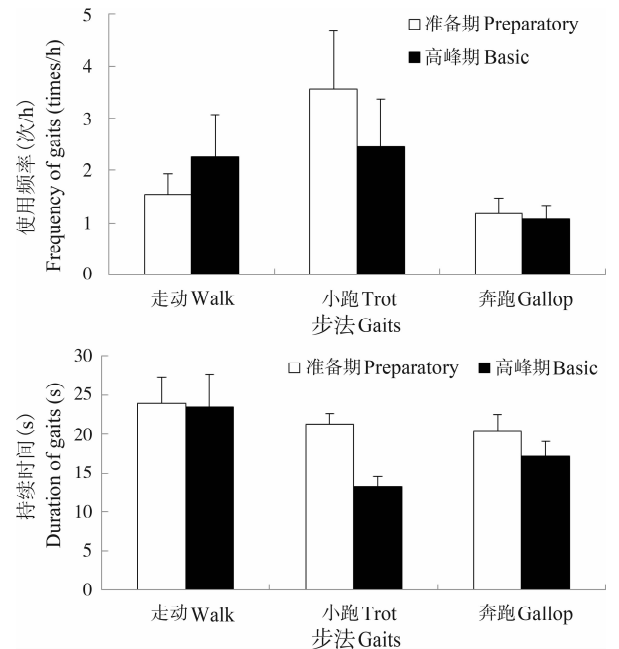 5
准备期 Preparatory
高峰期 Basic
4
3
2
1
0
使用频率 (次/h)
Frequency of gaits (times/h)
走动 Walk
小跑 Trot
奔跑 Gallop
步法 Gaits
30
准备期 Preparatory
高峰期 Basic
25
20
15
10
5
0
持续时间 (s)
Duration of gaits (s)
走动 Walk
小跑 Trot
奔跑 Gallop
步法 Gaits